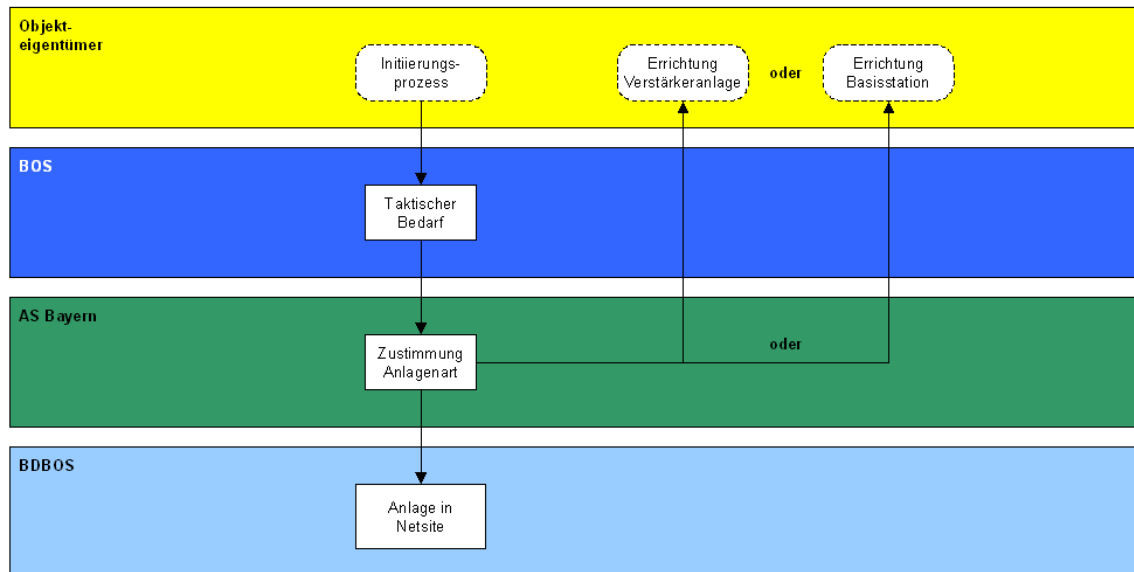 Objekt-
eigentümer
Initiierungs-
prozess
Errichtung
Verstärkeranlage
oder
Errichtung
Basisstation
BOS
Taktischer
Bedarf
AS Bayern
Zustimmung
Anlagenart
oder
BDBOS
Anlage in
Netsite